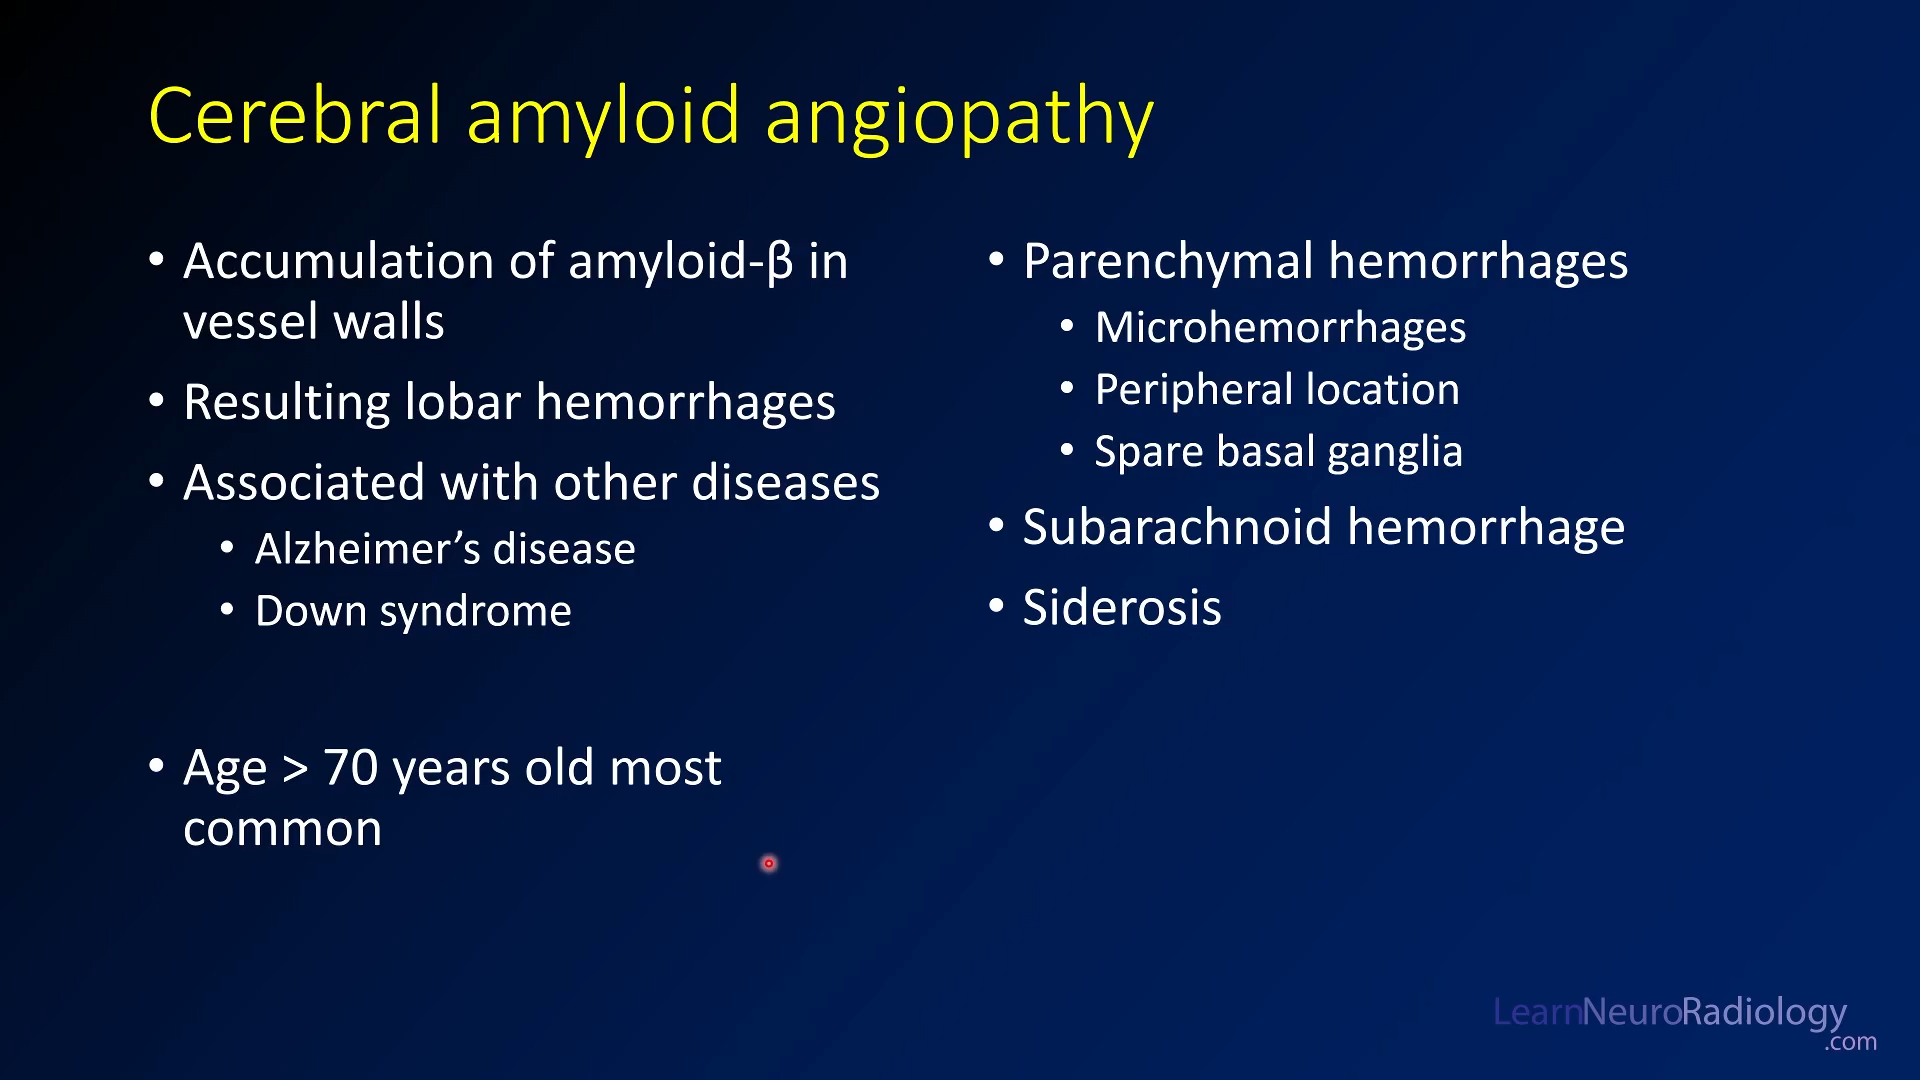 Cerebral amyloid angiopathy
• Accumulation of amyloid-β in
vessel walls
• Resulting lobar hemorrhages
• Associated with other diseases
• Alzheimer’s disease
• Down syndrome
• Age > 70 years old most
common
• Parenchymal hemorrhages
• Microhemorrhages
• Peripheral location
• Spare basal ganglia
• Subarachnoid hemorrhage
• Siderosis
LearnNeuroRadiology
.com